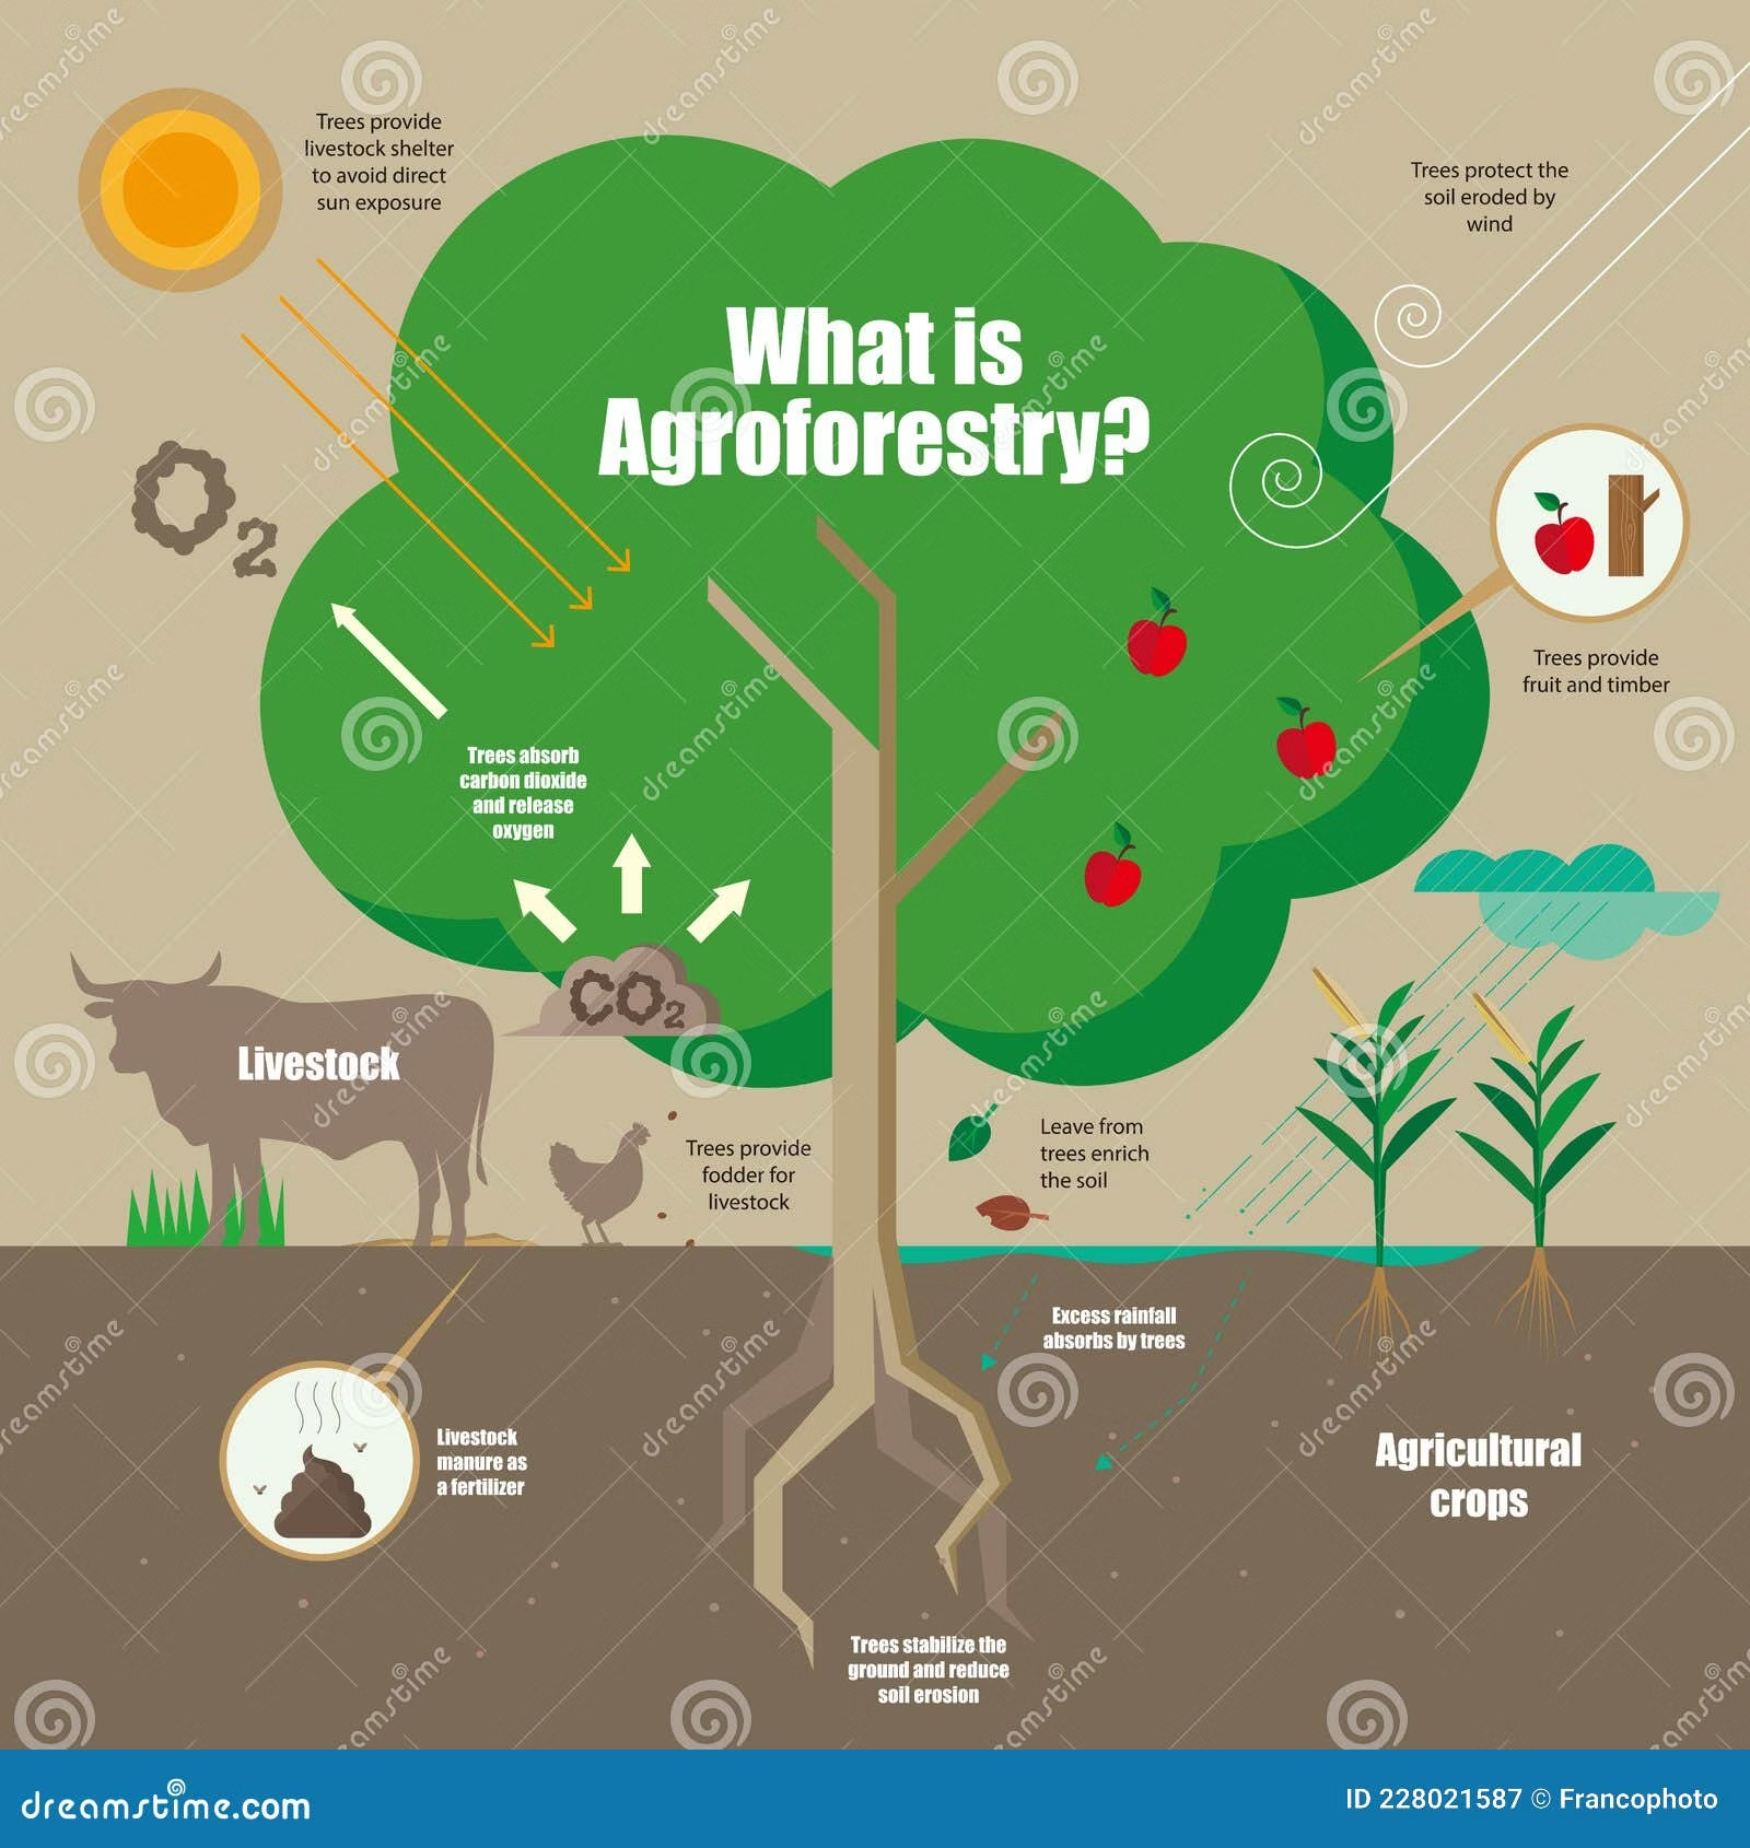 Trees provide
livestock shelter
to avoid direct
sun exposure
Trees protect the
soil eroded by
wind
What is
Agroforestry?
O2
Trees provide
fruit and timber
Trees absorb
carbon dioxide
and release
oxygen
CO2
Livestock
Trees provide
fodder for
livestock
Leave from
trees enrich
the soil
Excess rainfall
absorbs by trees
Livestock
manure as
a fertilizer
Agricultural
crops
Trees stabilize the
ground and reduce
soil erosion
dreamstime.com
ID 228021587 © Francophoto